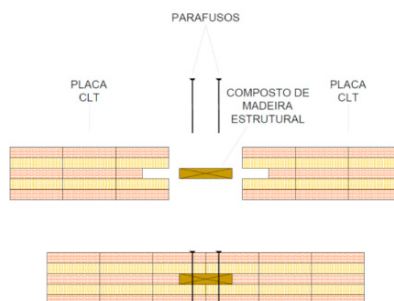 PARAFUSOS
PLACA
CLT
COMPOSTO DE
MADEIRA
ESTRUTURAL
PLACA
CLT